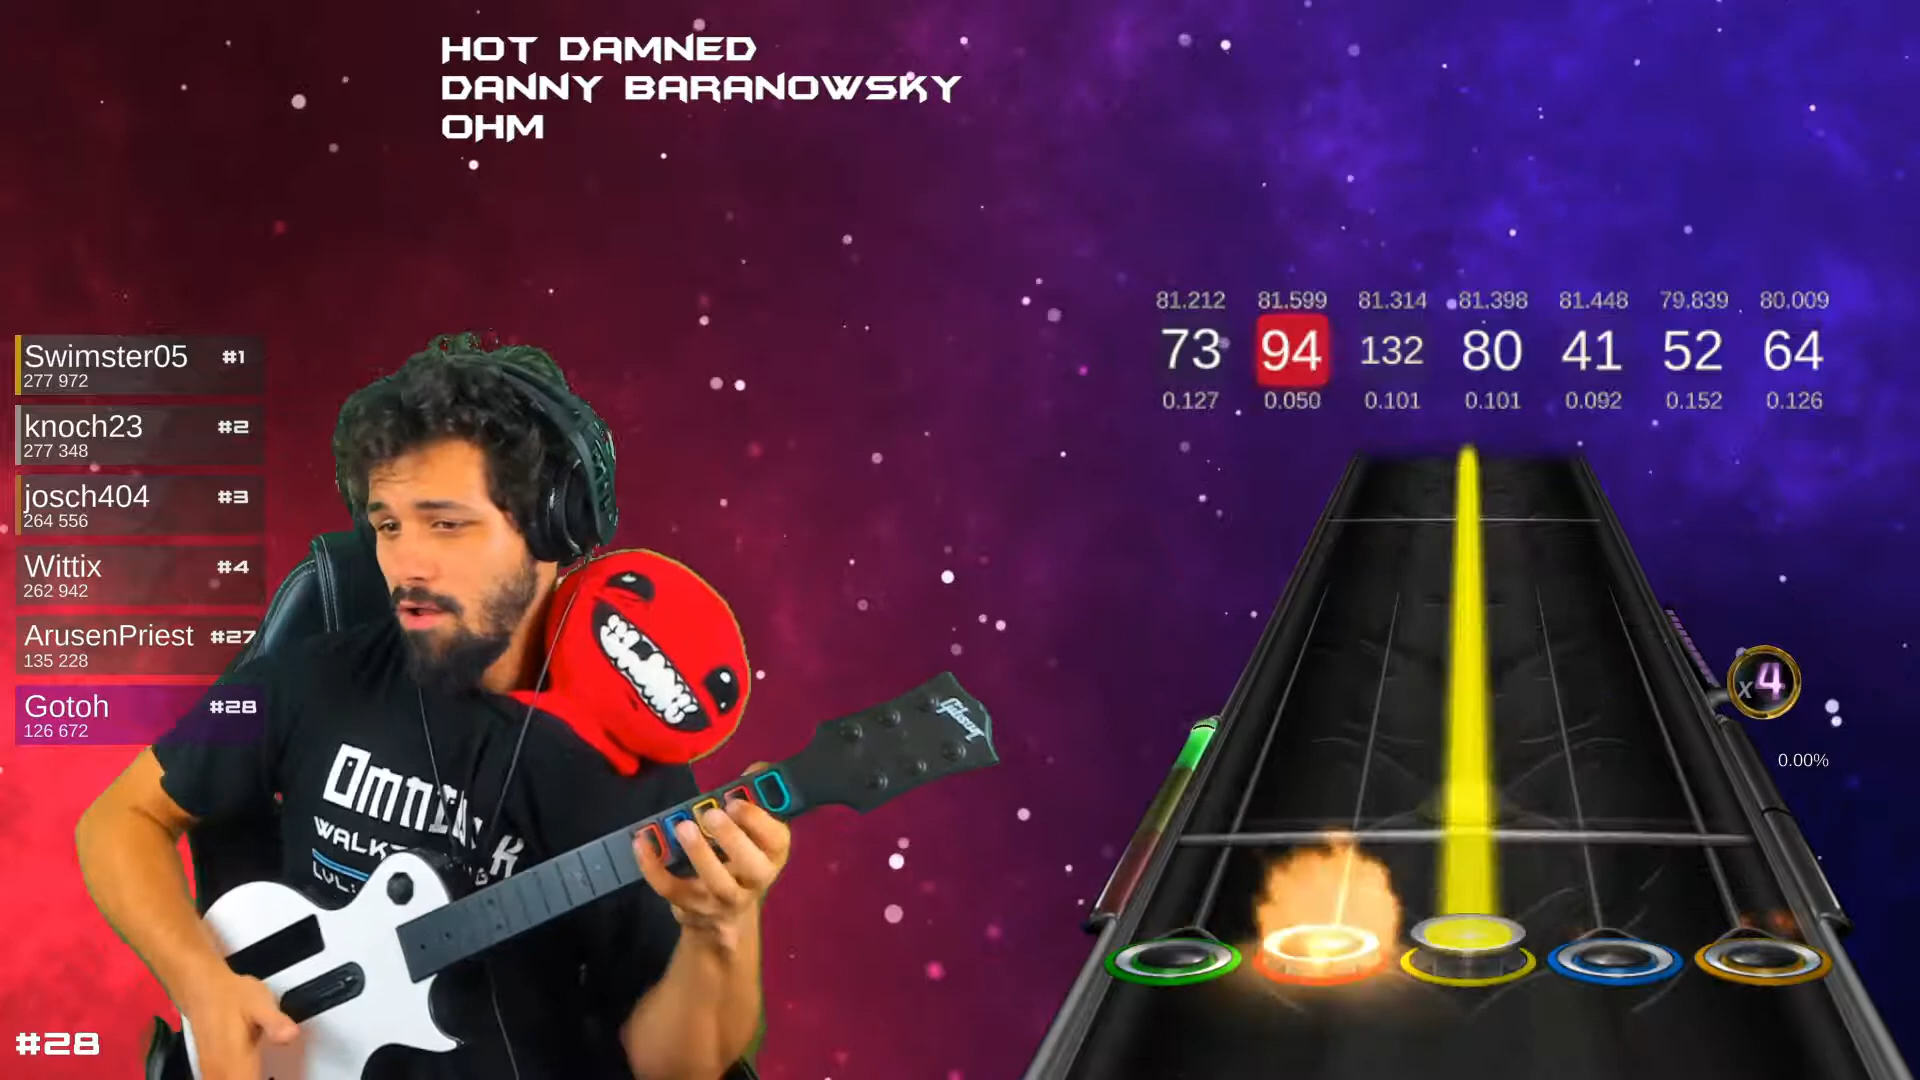 HOT DAMNED
DANNY BARANOWSKY
OHM
81.212 81.599 81.314 81.398 81.448 79.839 80.009
73 94 132 80 41 52 64
0.127 0.050 0.101 0.101 0.092 0.152 0.126
Swimster05 #1
277 972
knoch23 #2
277 348
josch404 #3
264 556
Wittix #4
262 942
ArusenPriest #27
135 228
Gotoh #28
126 672
x4
0.00%
Gibson
#28